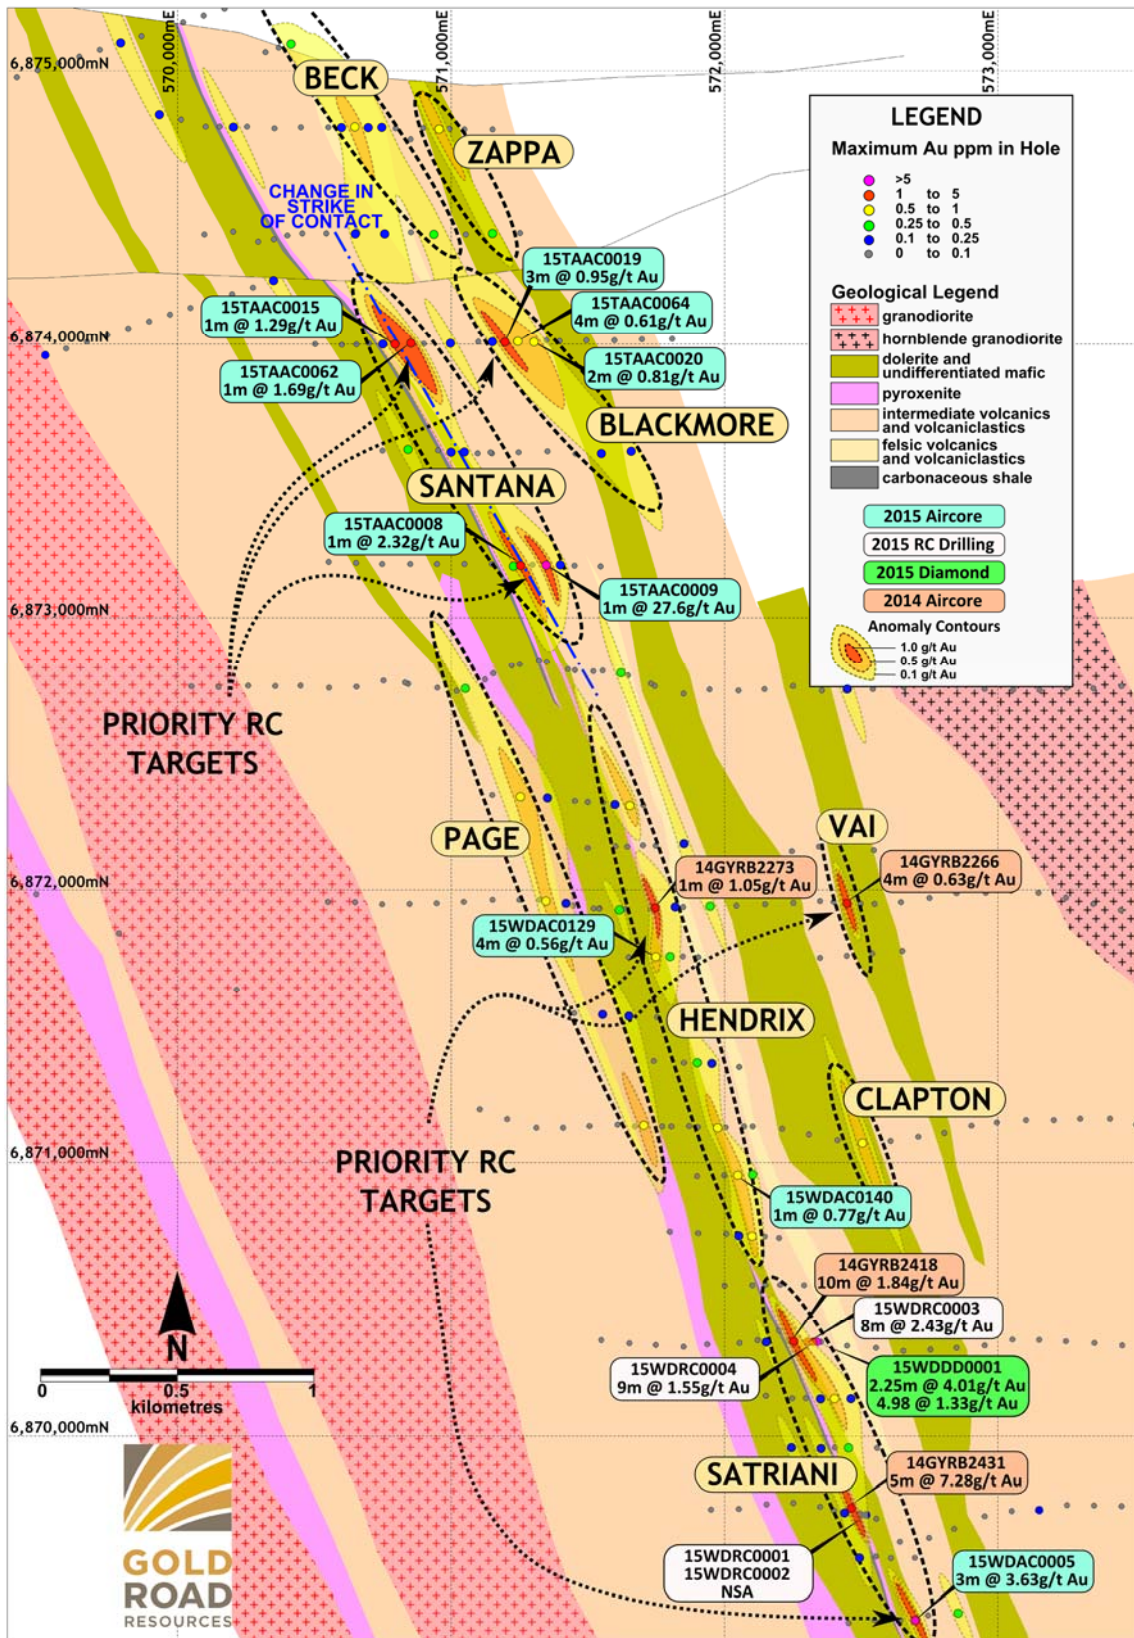 570,000mE
571,000mE
572,000mE
573,000mE
6,875,000mN
BECK
ZAPPA
CHANGE IN
STRIKE
OF CONTACT
LEGEND
Maximum Au ppm in Hole
>5
1 to 5
0.5 to 1
0.25 to 0.5
0.1 to 0.25
0 to 0.1
Geological Legend
granodiorite
hornblende granodiorite
dolerite and
undifferentiated mafic
pyroxenite
intermediate volcanics
and volcaniclastics
felsic volcanics
and volcaniclastics
carbonaceous shale
2015 Aircore
2015 RC Drilling
2015 Diamond
2014 Aircore
Anomaly Contours
1.0 g/t Au
0.5 g/t Au
0.1 g/t Au
15TAAC0019
3m @ 0.95g/t Au
15TAAC0015
1m @ 1.29g/t Au
15TAAC0064
4m @ 0.61g/t Au
6,874,000mN
15TAAC0062
1m @ 1.69g/t Au
15TAAC0020
2m @ 0.81g/t Au
BLACKMORE
SANTANA
15TAAC0008
1m @ 2.32g/t Au
15TAAC0009
1m @ 27.6g/t Au
6,873,000mN
PRIORITY RC
TARGETS
PAGE
VAI
14GYRB2273
1m @ 1.05g/t Au
14GYRB2266
4m @ 0.63g/t Au
6,872,000mN
15WDAC0129
4m @ 0.56g/t Au
HENDRIX
CLAPTON
6,871,000mN
PRIORITY RC
TARGETS
15WDAC0140
1m @ 0.77g/t Au
14GYRB2418
10m @ 1.84g/t Au
15WDRC0003
8m @ 2.43g/t Au
15WDRC0004
9m @ 1.55g/t Au
15WDDD0001
2.25m @ 4.01g/t Au
4.98 @ 1.33g/t Au
N
0 0.5 1
kilometres
6,870,000mN
SATRIANI
14GYRB2431
5m @ 7.28g/t Au
15WDRC0001
15WDRC0002
NSA
15WDAC0005
3m @ 3.63g/t Au
GOLD
ROAD
RESOURCES